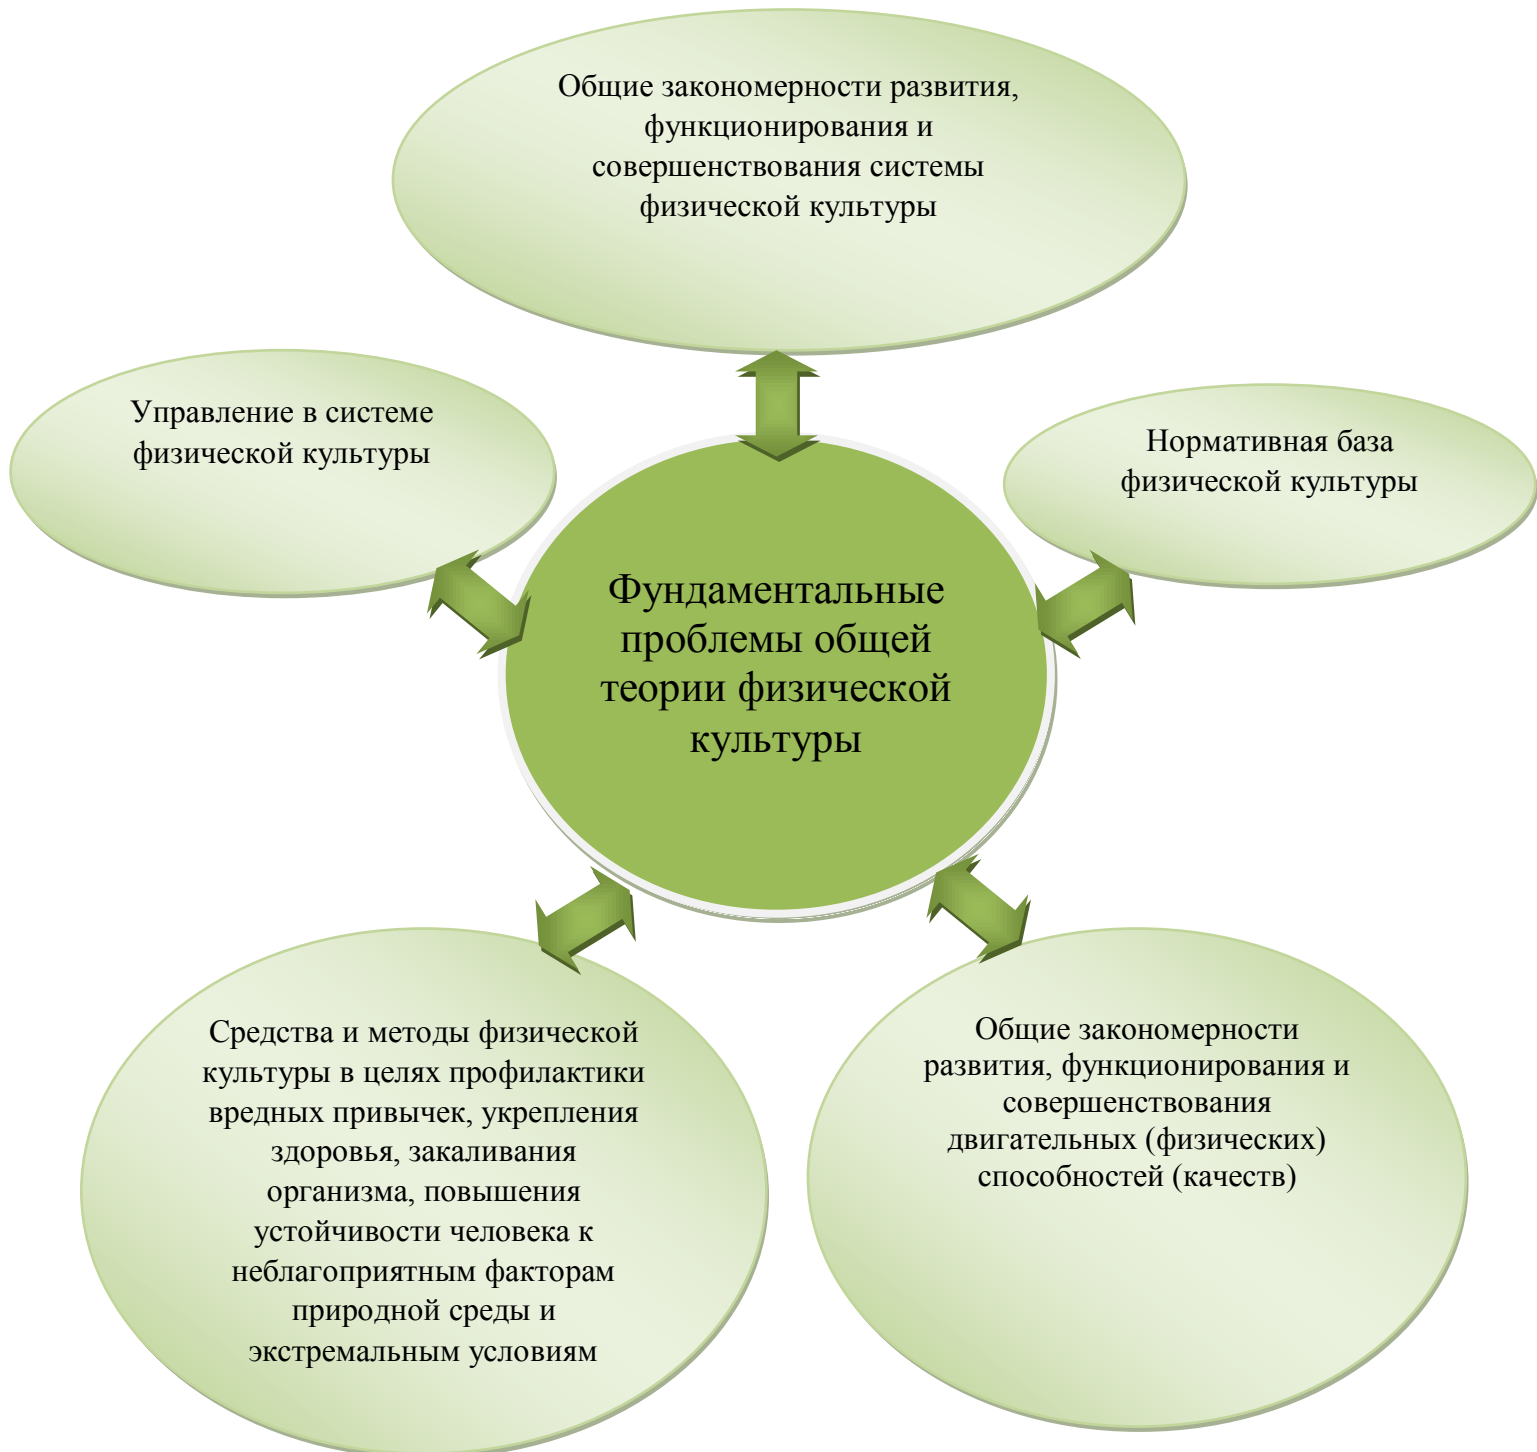 Общие закономерности развития,
функционирования и
совершенствования системы
физической культуры
Управление в системе
физической культуры
Нормативная база
физической культуры
Фундаментальные
проблемы общей
теории физической
культуры
Средства и методы физической
культуры в целях профилактики
вредных привычек, укрепления
здоровья, закаливания
организма, повышения
устойчивости человека к
неблагоприятным факторам
природной среды и
экстремальным условиям
Общие закономерности
развития, функционирования и
совершенствования
двигательных (физических)
способностей (качеств)